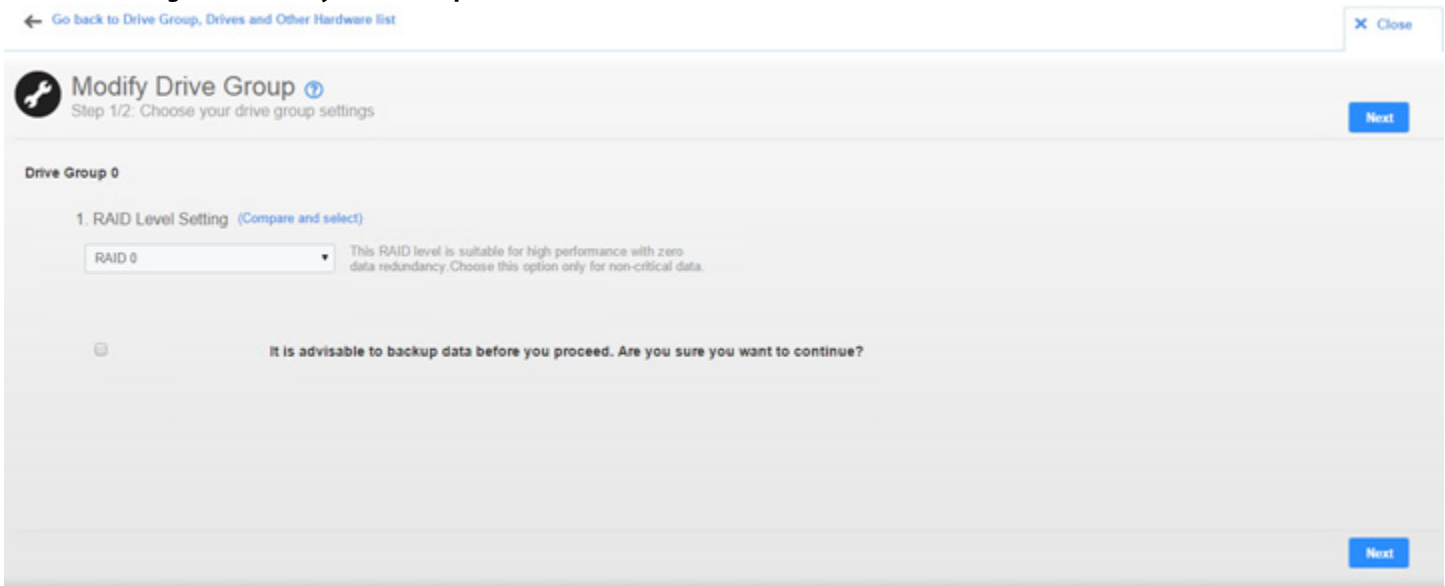 Go back to Drive Group, Drives and Other Hardware list
Close
Modify Drive Group
Step 1/2: Choose your drive group settings
Next
Drive Group 0
1. RAID Level Setting (Compare and select)
RAID 0
This RAID level is suitable for high performance with zero
data redundancy.Choose this option only for non-critical data.
It is advisable to backup data before you proceed. Are you sure you want to continue?
Next